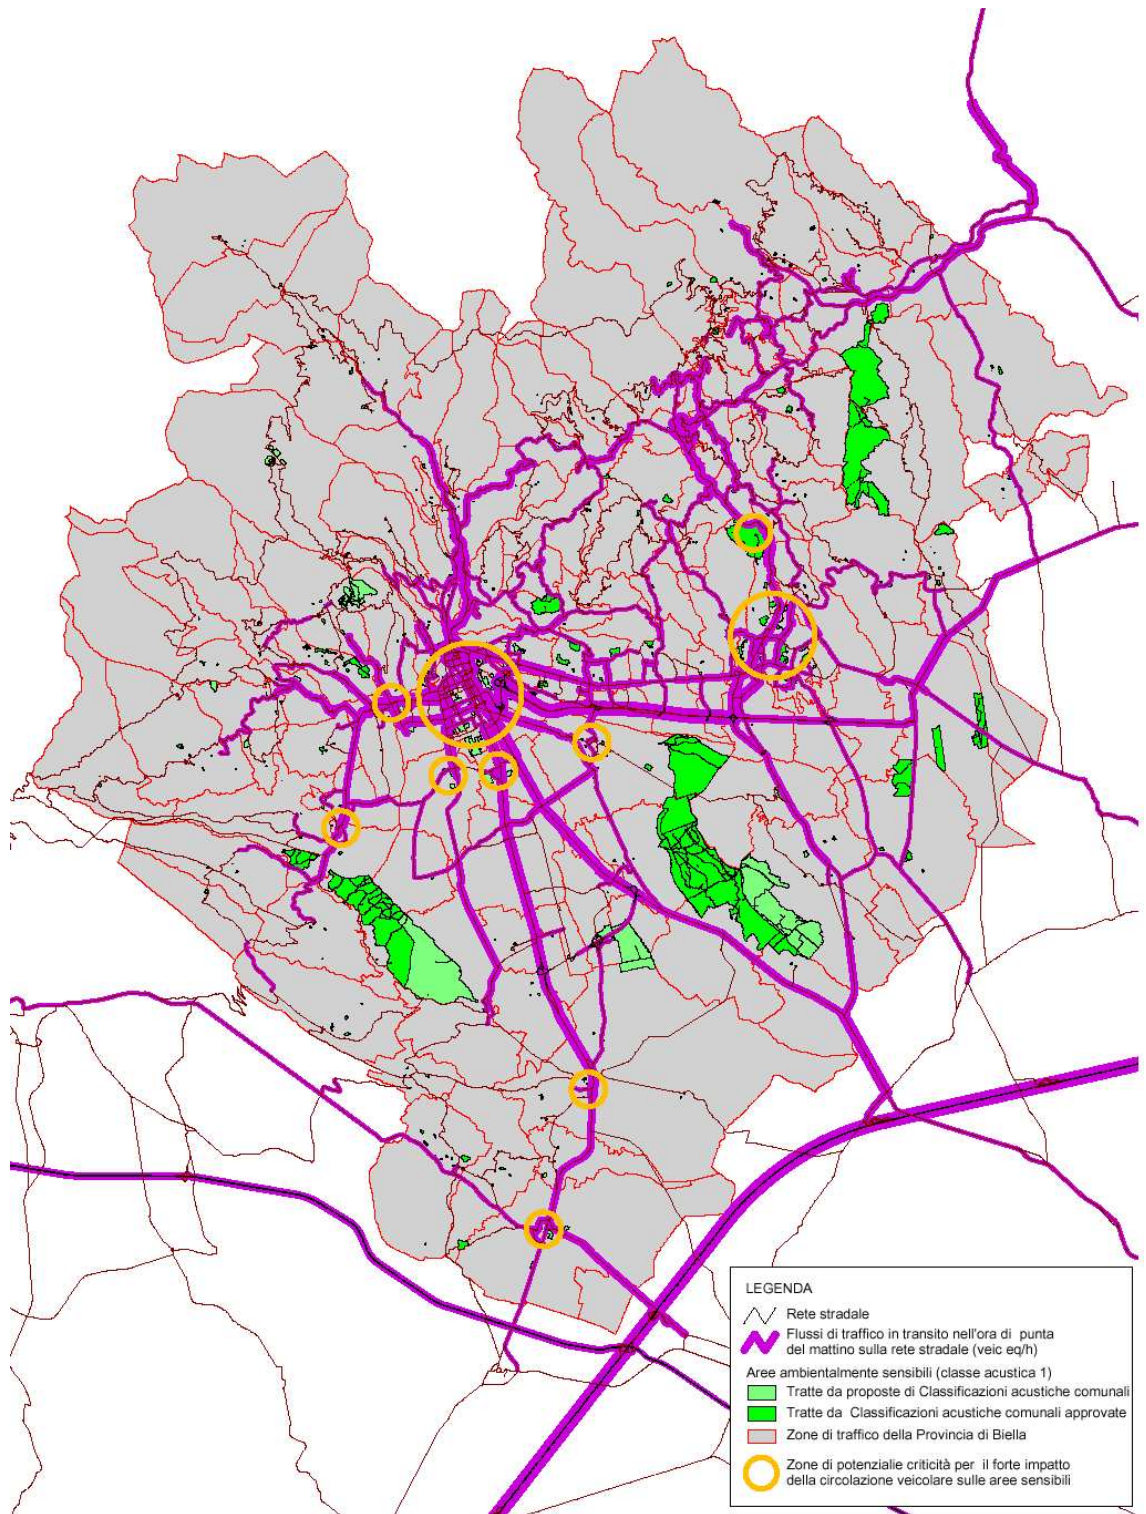 LEGENDA
Rete stradale
Flussi di traffico in transito nell'ora di punta
del mattino sulla rete stradale (veic eq/h)
Aree ambientalmente sensibili (classe acustica 1)
Tratte da proposte di Classificazioni acustiche comunali
Tratte da Classificazioni acustiche comunali approvate
Zone di traffico della Provincia di Biella
Zone di potenzialie criticità per il forte impatto
della circolazione veicolare sulle aree sensibili